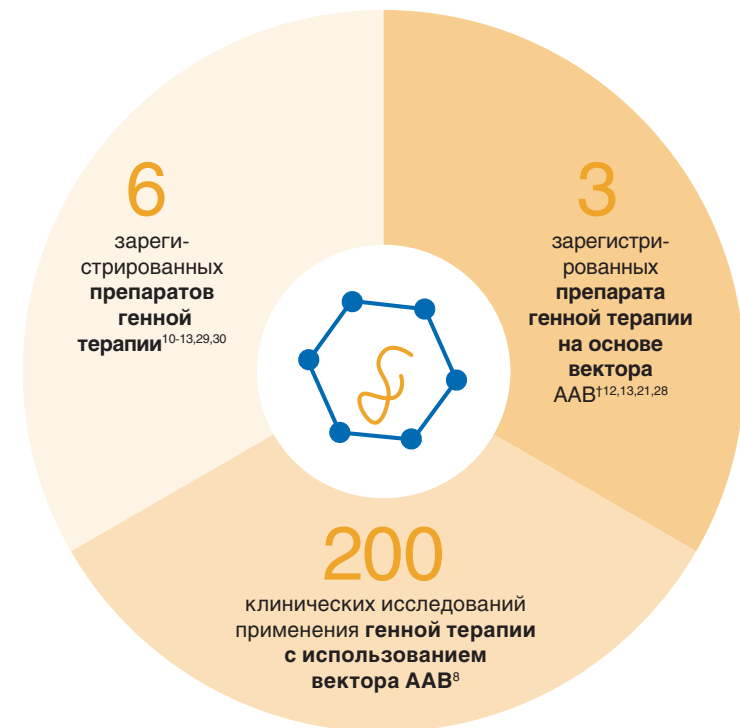 6
зареги-
стрированных
препаратов
генной
терапии10-13,29,30
3
зарегистри-
рованных
препарата
генной терапии
на основе
вектора
ААВ†12,13,21,28
200
клинических исследований
применения генной терапии
с использованием
вектора ААВ8